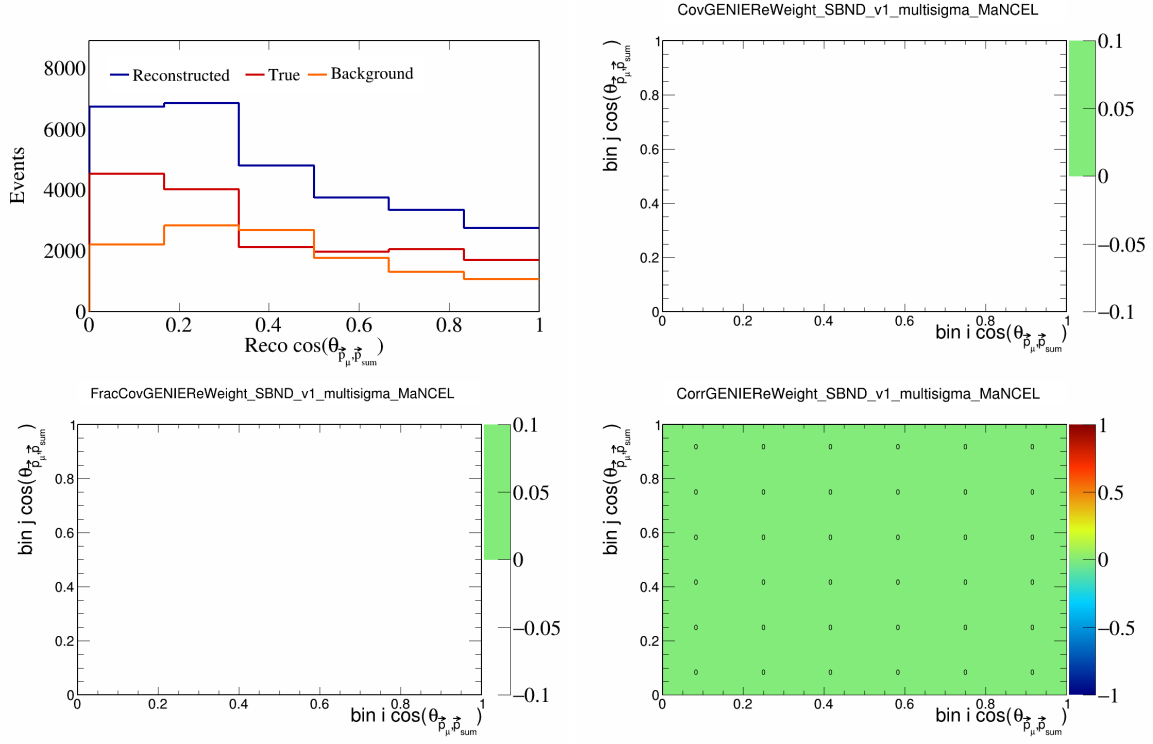 8000
6000
4000
2000
0
Events
Reconstructed True Background
0 0.2 0.4 0.6 0.8 1
Reco cos(θp⃗μ,p⃗sum)
CovGENIEReWeight_SBND_v1_multisigma_MaNCEL
1
0.8
0.6
0.4
0.2
0
bin j cos(θp⃗μ,p⃗sum)
0 0.2 0.4 0.6 0.8 1
bin i cos(θp⃗μ,p⃗sum)
0.1
0.05
0
−0.05
−0.1
FracCovGENIEReWeight_SBND_v1_multisigma_MaNCEL
1
0.8
0.6
0.4
0.2
0
bin j cos(θp⃗μ,p⃗sum)
0 0.2 0.4 0.6 0.8 1
bin i cos(θp⃗μ,p⃗sum)
0.1
0.05
0
−0.05
−0.1
CorrGENIEReWeight_SBND_v1_multisigma_MaNCEL
1
0.8
0.6
0.4
0.2
0
bin j cos(θp⃗μ,p⃗sum)
0 0 0 0 0 0
0 0 0 0 0 0
0 0 0 0 0 0
0 0 0 0 0 0
0 0 0 0 0 0
0 0 0 0 0 0
0 0.2 0.4 0.6 0.8 1
bin i cos(θp⃗μ,p⃗sum)
1
0.5
0
−0.5
−1